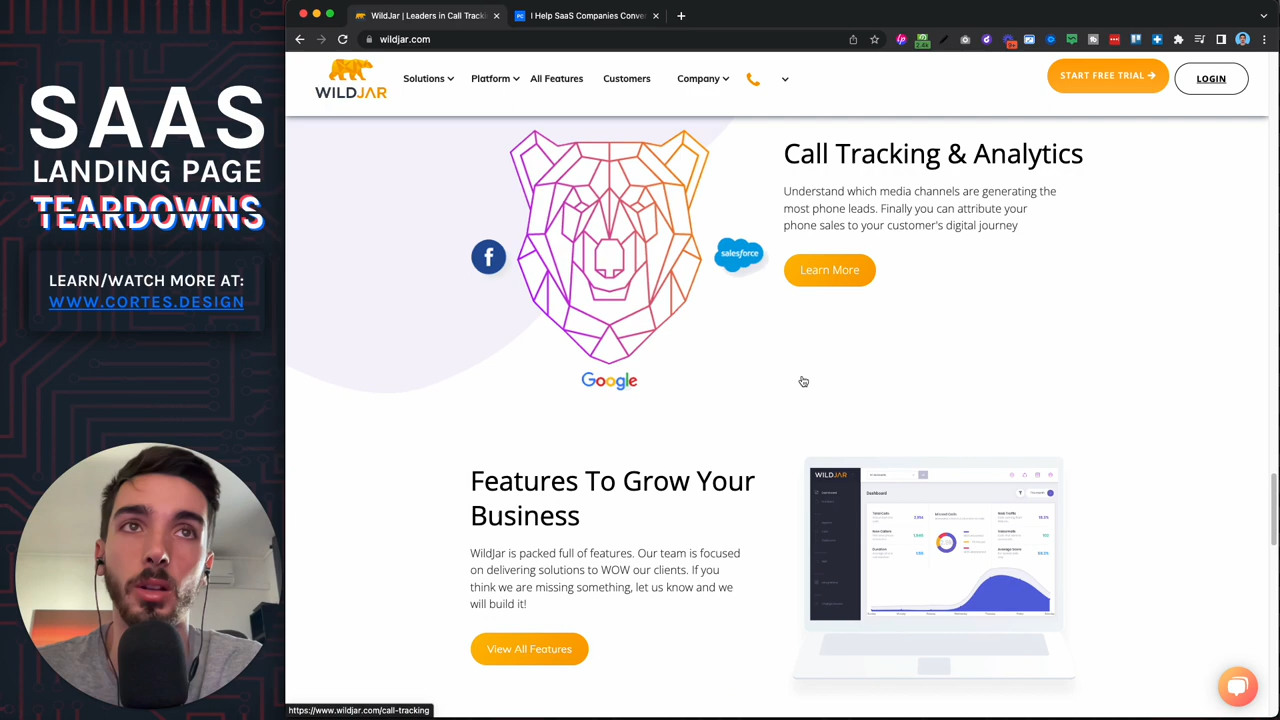 SAAS
LANDING PAGE
TEARDOWNS
LEARN/WATCH MORE AT:
WWW.CORTES.DESIGN
WildJar | Leaders in Call Tracki
I Help SaaS Companies Conver
wildjar.com
WILDJAR
Solutions
Platform
All Features
Customers
Company
START FREE TRIAL
LOGIN
Call Tracking & Analytics
Understand which media channels are generating the
most phone leads. Finally you can attribute your
phone sales to your customer's digital journey
Learn More
f
salesforce
Google
Features To Grow Your
Business
WildJar is packed full of features. Our team is focused
on delivering solutions to WOW our clients. If you
think we are missing something, let us know and we
will build it!
View All Features
WILDJAR
Dashboard
https://www.wildjar.com/call-tracking